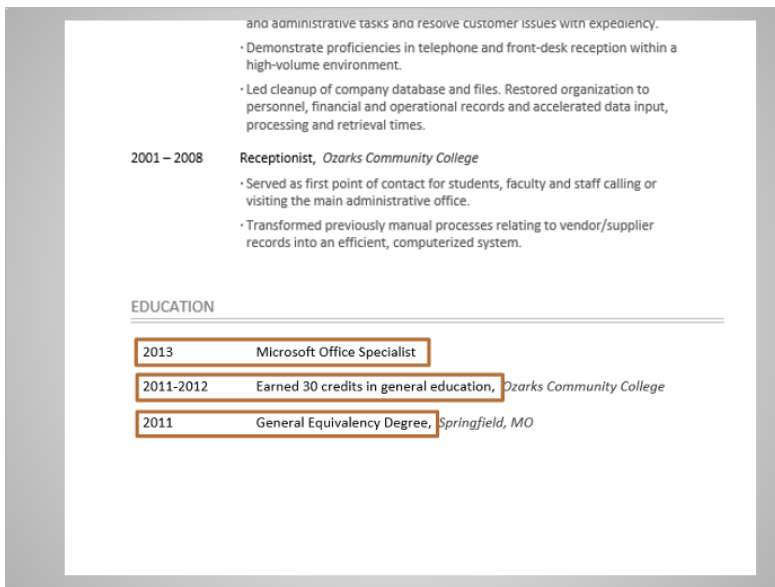 and administrative tasks and resolve customer issues with expediency.
· Demonstrate proficiencies in telephone and front-desk reception within a
high-volume environment.
· Led cleanup of company database and files. Restored organization to
personnel, financial and operational records and accelerated data input,
processing and retrieval times.
2001 – 2008 Receptionist, Ozarks Community College
· Served as first point of contact for students, faculty and staff calling or
visiting the main administrative office.
· Transformed previously manual processes relating to vendor/supplier
records into an efficient, computerized system.
EDUCATION
2013 Microsoft Office Specialist
2011-2012 Earned 30 credits in general education, Ozarks Community College
2011 General Equivalency Degree, Springfield, MO